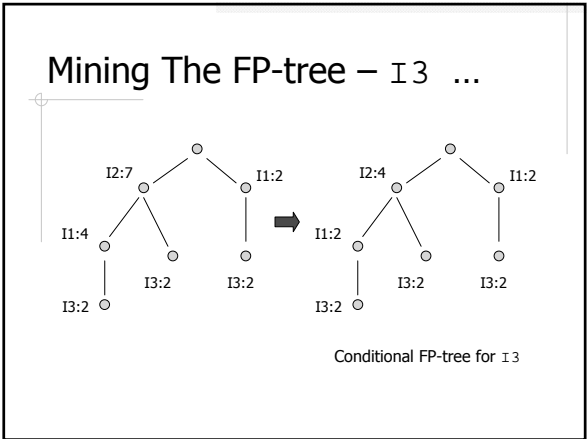 Mining The FP-tree – I3 ...
I2:7
I1:2
I1:4
I3:2
I3:2
I3:2
I2:4
I1:2
I1:2
I3:2
I3:2
I3:2
Conditional FP-tree for I3